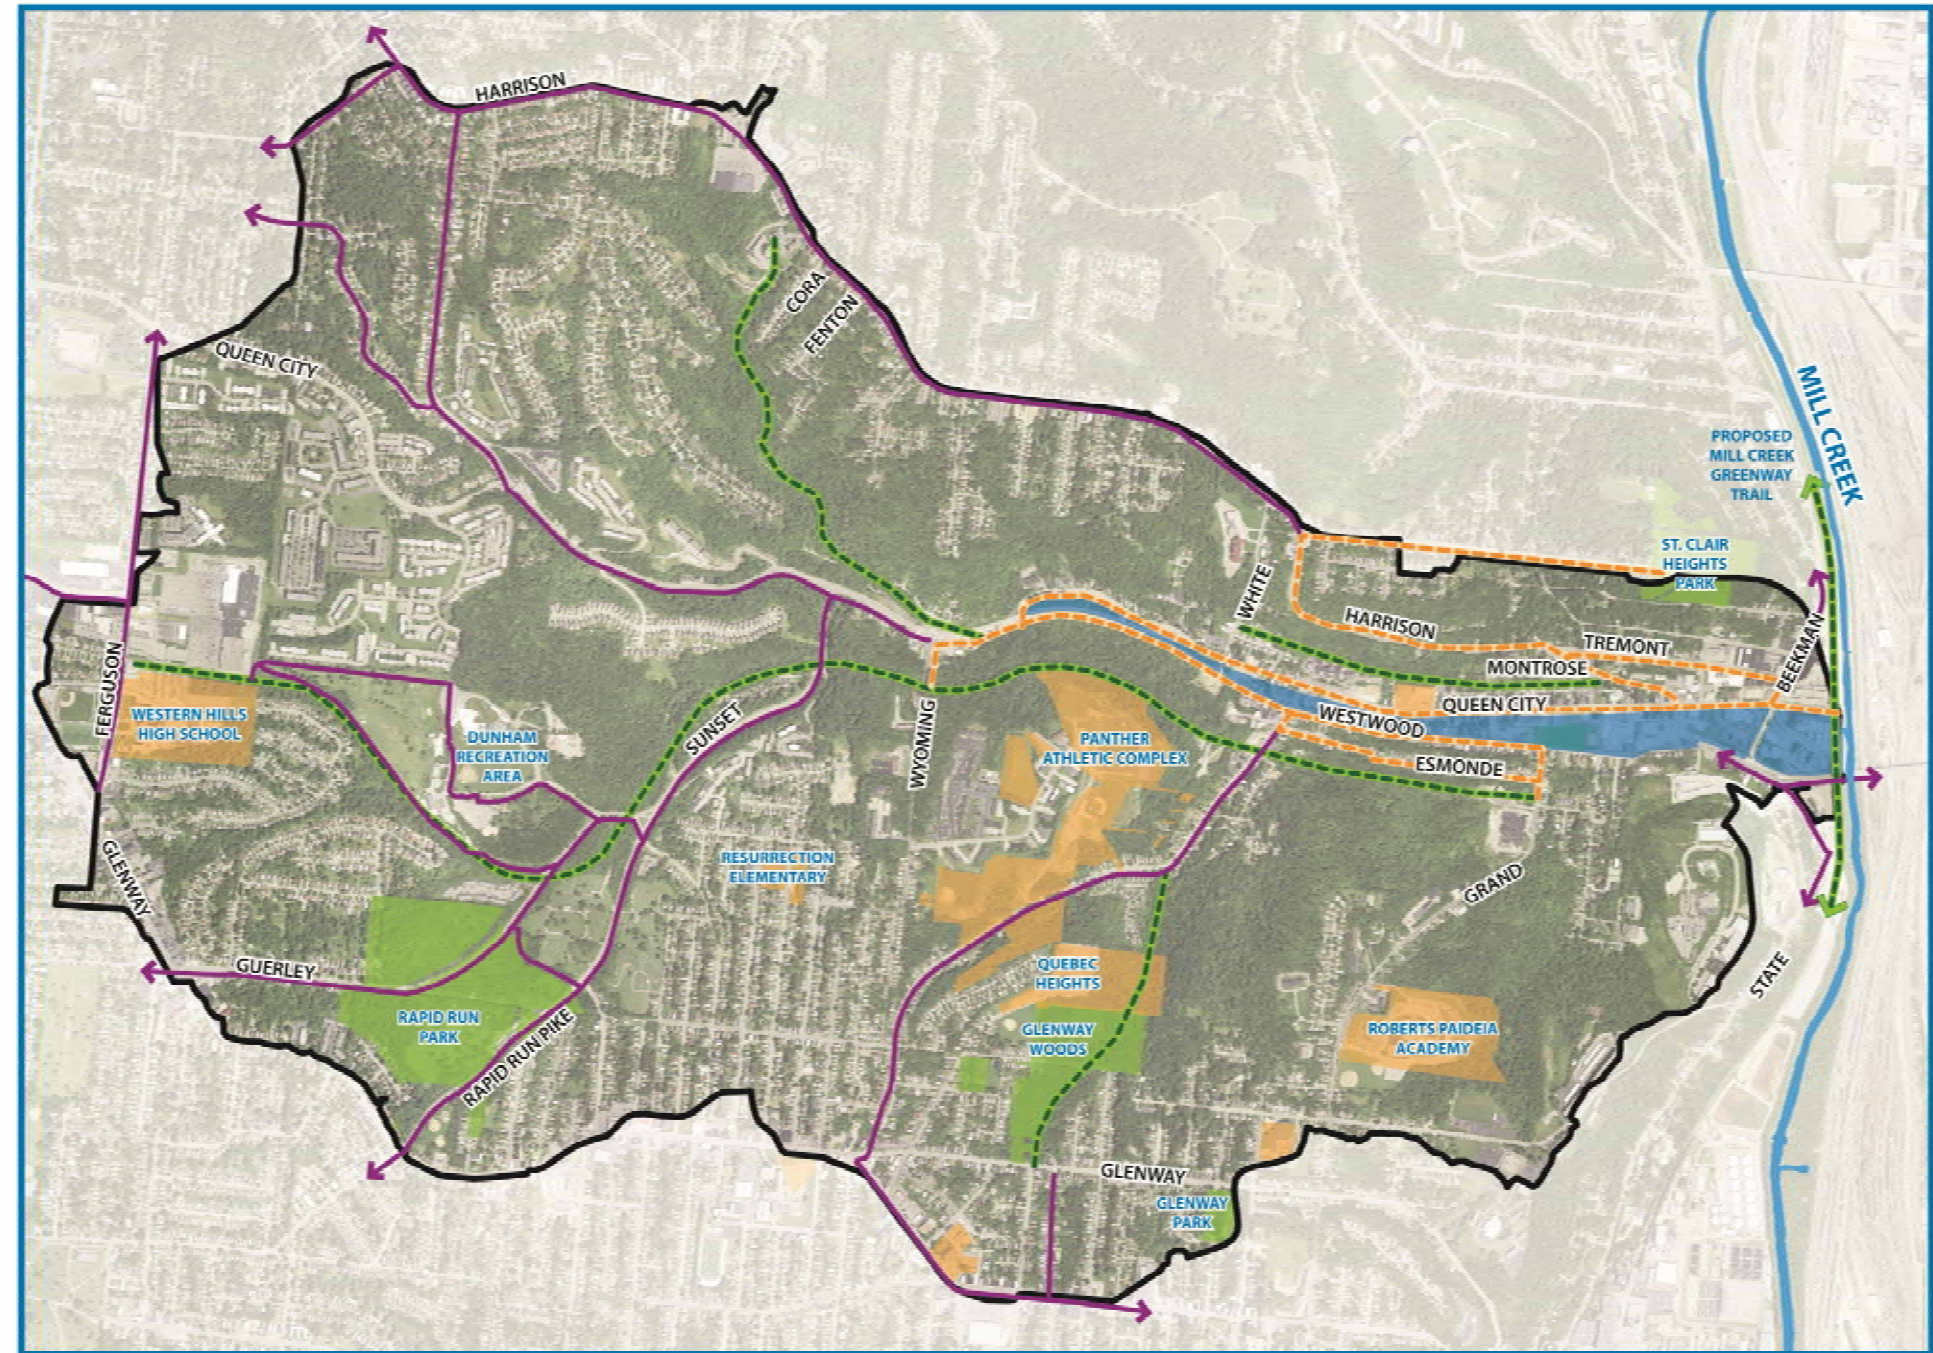 HARRISON
CORA
FENTON
QUEEN CITY
MILL CREEK
PROPOSED
MILL CREEK
GREENWAY
TRAIL
ST. CLAIR
HEIGHTS
PARK
WHITE
HARRISON
TREMONT
BEEKMAN
MONTROSE
FERGUSON
WESTERN HILLS
HIGH SCHOOL
DUNHAM
RECREATION
AREA
SUNSET
WYOMING
PANTHER
ATHLETIC COMPLEX
QUEEN CITY
WESTWOOD
ESMONDE
GLENWAY
RESURRECTION
ELEMENTARY
GRAND
GUERLEY
QUEBEC
HEIGHTS
STATE
RAPID RUN
PARK
RAPID RUN PIKE
GLENWAY
WOODS
ROBERTS PAIDEIA
ACADEMY
GLENWAY
GLENWAY
PARK